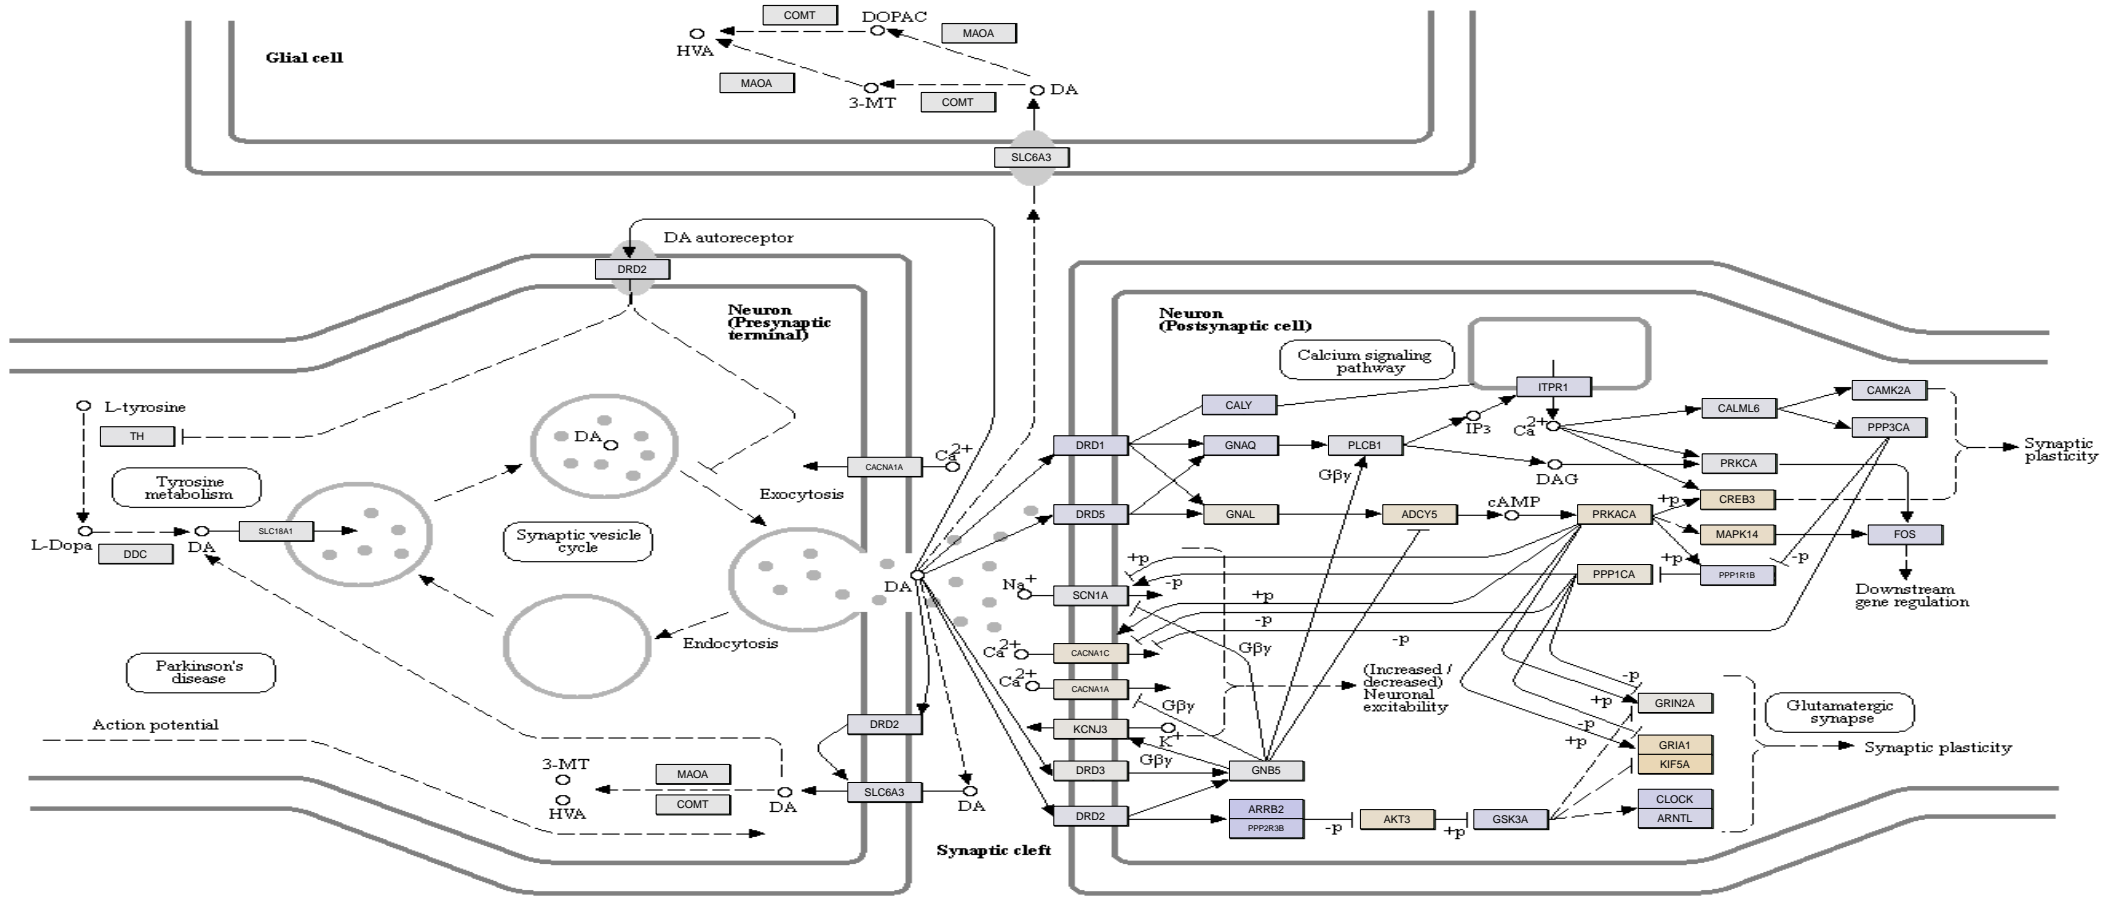 COMT
DOPAC
MAOA
HVA
Glial cell
MAOA
3-MT
COMT
DA
SLC6A3
DA autoreceptor
DRD2
Neuron
(Presynaptic
terminal)
Neuron
(Postsynaptic cell)
Calcium signaling
pathway
ITPR1
CAMK2A
CALY
CALML6
L-tyrosine
TH
DA
IP3
Ca2+
PPP3CA
DRD1
GNAQ
PLCB1
Synaptic
plasticity
CACNA1A
Ca2+
PRKCA
DAG
Gβγ
Tyrosine
metabolism
Exocytosis
cAMP
+p
CREB3
DRD5
GNAL
ADCY5
PRKACA
SLC18A1
L-Dopa
DDC
DA
Synaptic vesicle
cycle
MAPK14
FOS
+p
-p
+p
-p
PPP1CA
PPP1R1B
DA
Na+
SCN1A
Downstream
gene regulation
+p
-p
-p
Endocytosis
Ca2+
CACNA1C
Gβγ
Parkinson's
disease
Ca2+
CACNA1A
(Increased /
decreased)
Neuronal
excitability
-p
+p
GRIN2A
Gβγ
Glutamatergic
synapse
Action potential
DRD2
KCNJ3
K+
-p
+p
GRIA1
KIF5A
Synaptic plasticity
Gβγ
3-MT
MAOA
DRD3
GNB5
HVA
COMT
DA
SLC6A3
DA
CLOCK
ARNTL
DRD2
ARRB2
PPP2R3B
-p
AKT3
+p
GSK3A
Synaptic cleft